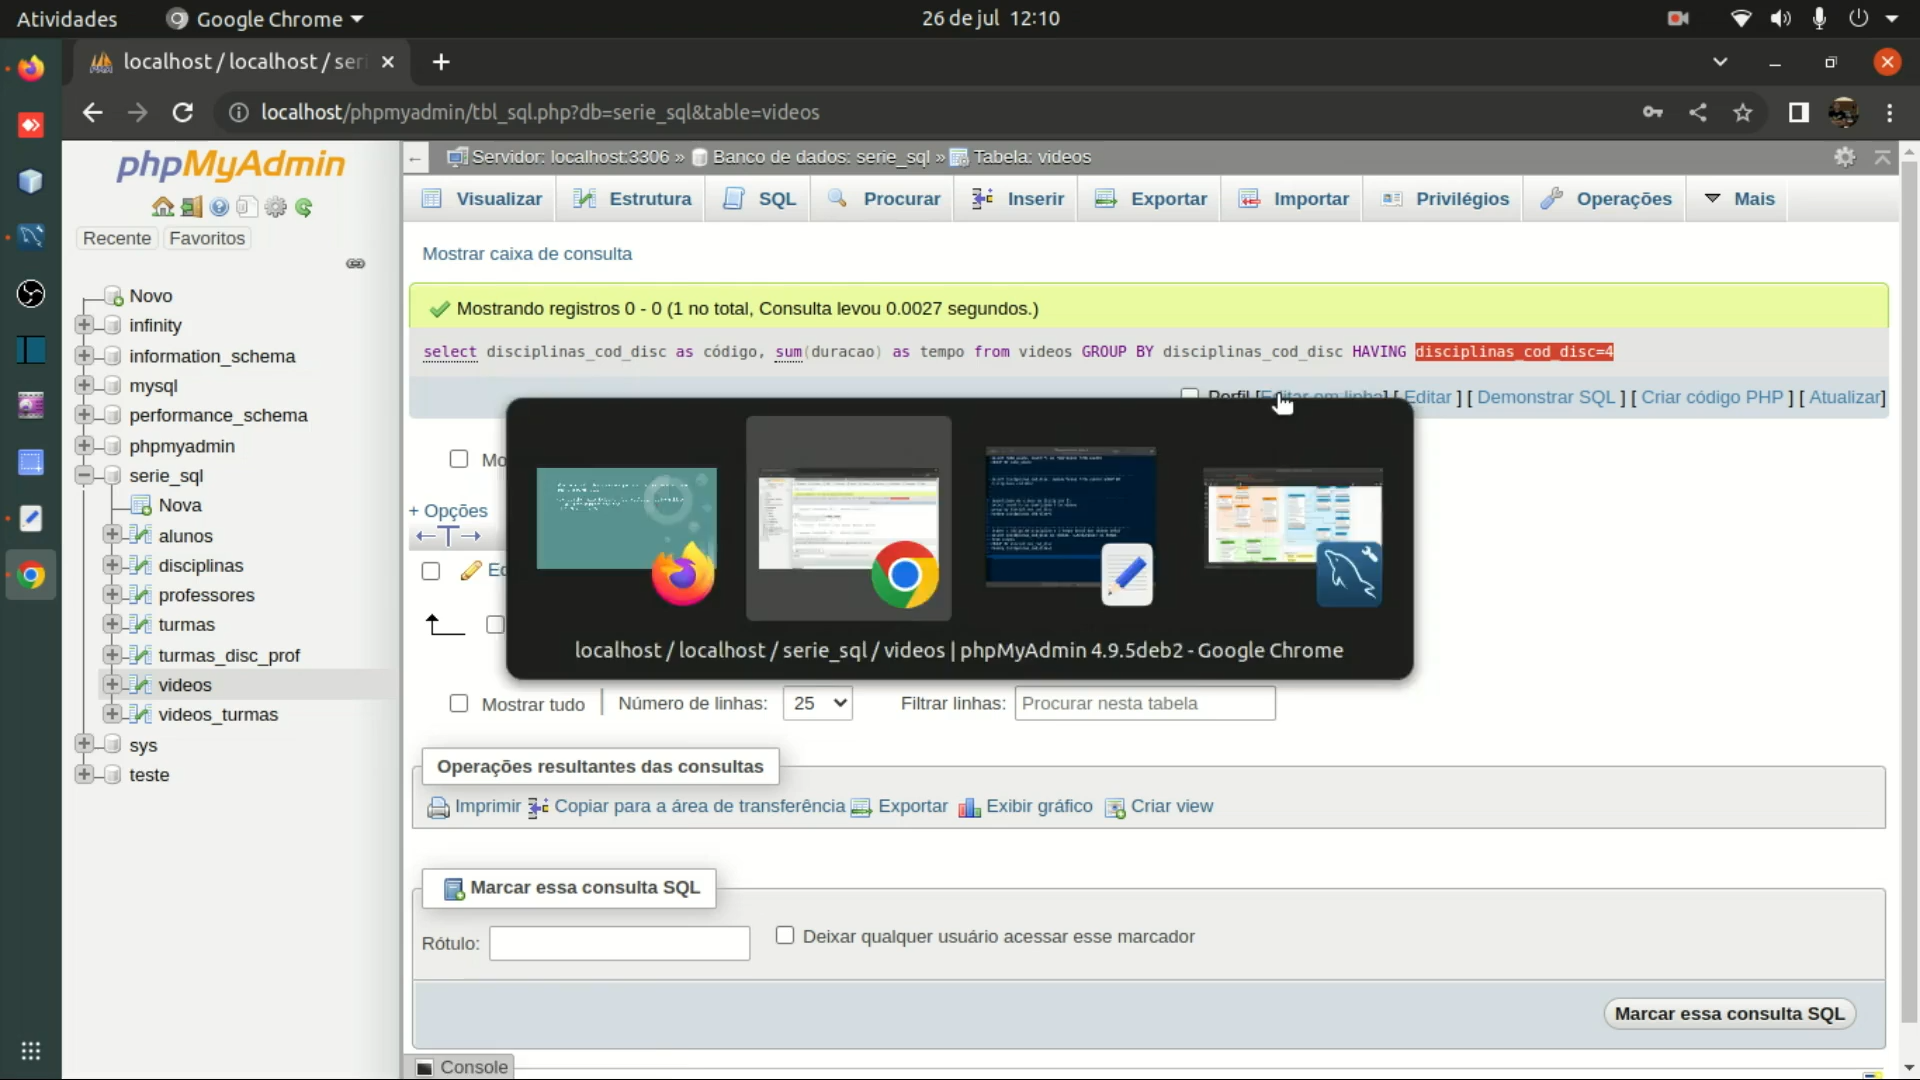 Atividades
Google Chrome
26 de jul 12:10
localhost / localhost / seri
localhost/phpmyadmin/tbl_sql.php?db=serie_sql&table=videos
phpMyAdmin
Servidor: localhost:3306 » Banco de dados: serie_sql » Tabela: videos
Visualizar
Estrutura
SQL
Procurar
Inserir
Exportar
Importar
Privilégios
Operações
Mais
Recente
Favoritos
Novo
infinity
information_schema
mysql
performance_schema
phpmyadmin
serie_sql
Nova
alunos
disciplinas
professores
turmas
turmas_disc_prof
videos
videos_turmas
sys
teste
Mostrar caixa de consulta
Mostrando registros 0 - 0 (1 no total, Consulta levou 0.0027 segundos.)
select disciplinas_cod_disc as código, sum(duracao) as tempo from videos GROUP BY disciplinas_cod_disc HAVING disciplinas_cod_disc=4
Perfil [Editar em linha] [ Editar ] [ Demonstrar SQL ] [ Criar código PHP ] [ Atualizar]
Mo
+ Opções
Ed
localhost / localhost / serie_sql / videos | phpMyAdmin 4.9.5deb2 - Google Chrome
Mostrar tudo
Número de linhas: 25
Filtrar linhas: Procurar nesta tabela
Operações resultantes das consultas
Imprimir
Copiar para a área de transferência
Exportar
Exibir gráfico
Criar view
Marcar essa consulta SQL
Rótulo:
Deixar qualquer usuário acessar esse marcador
Marcar essa consulta SQL
Console